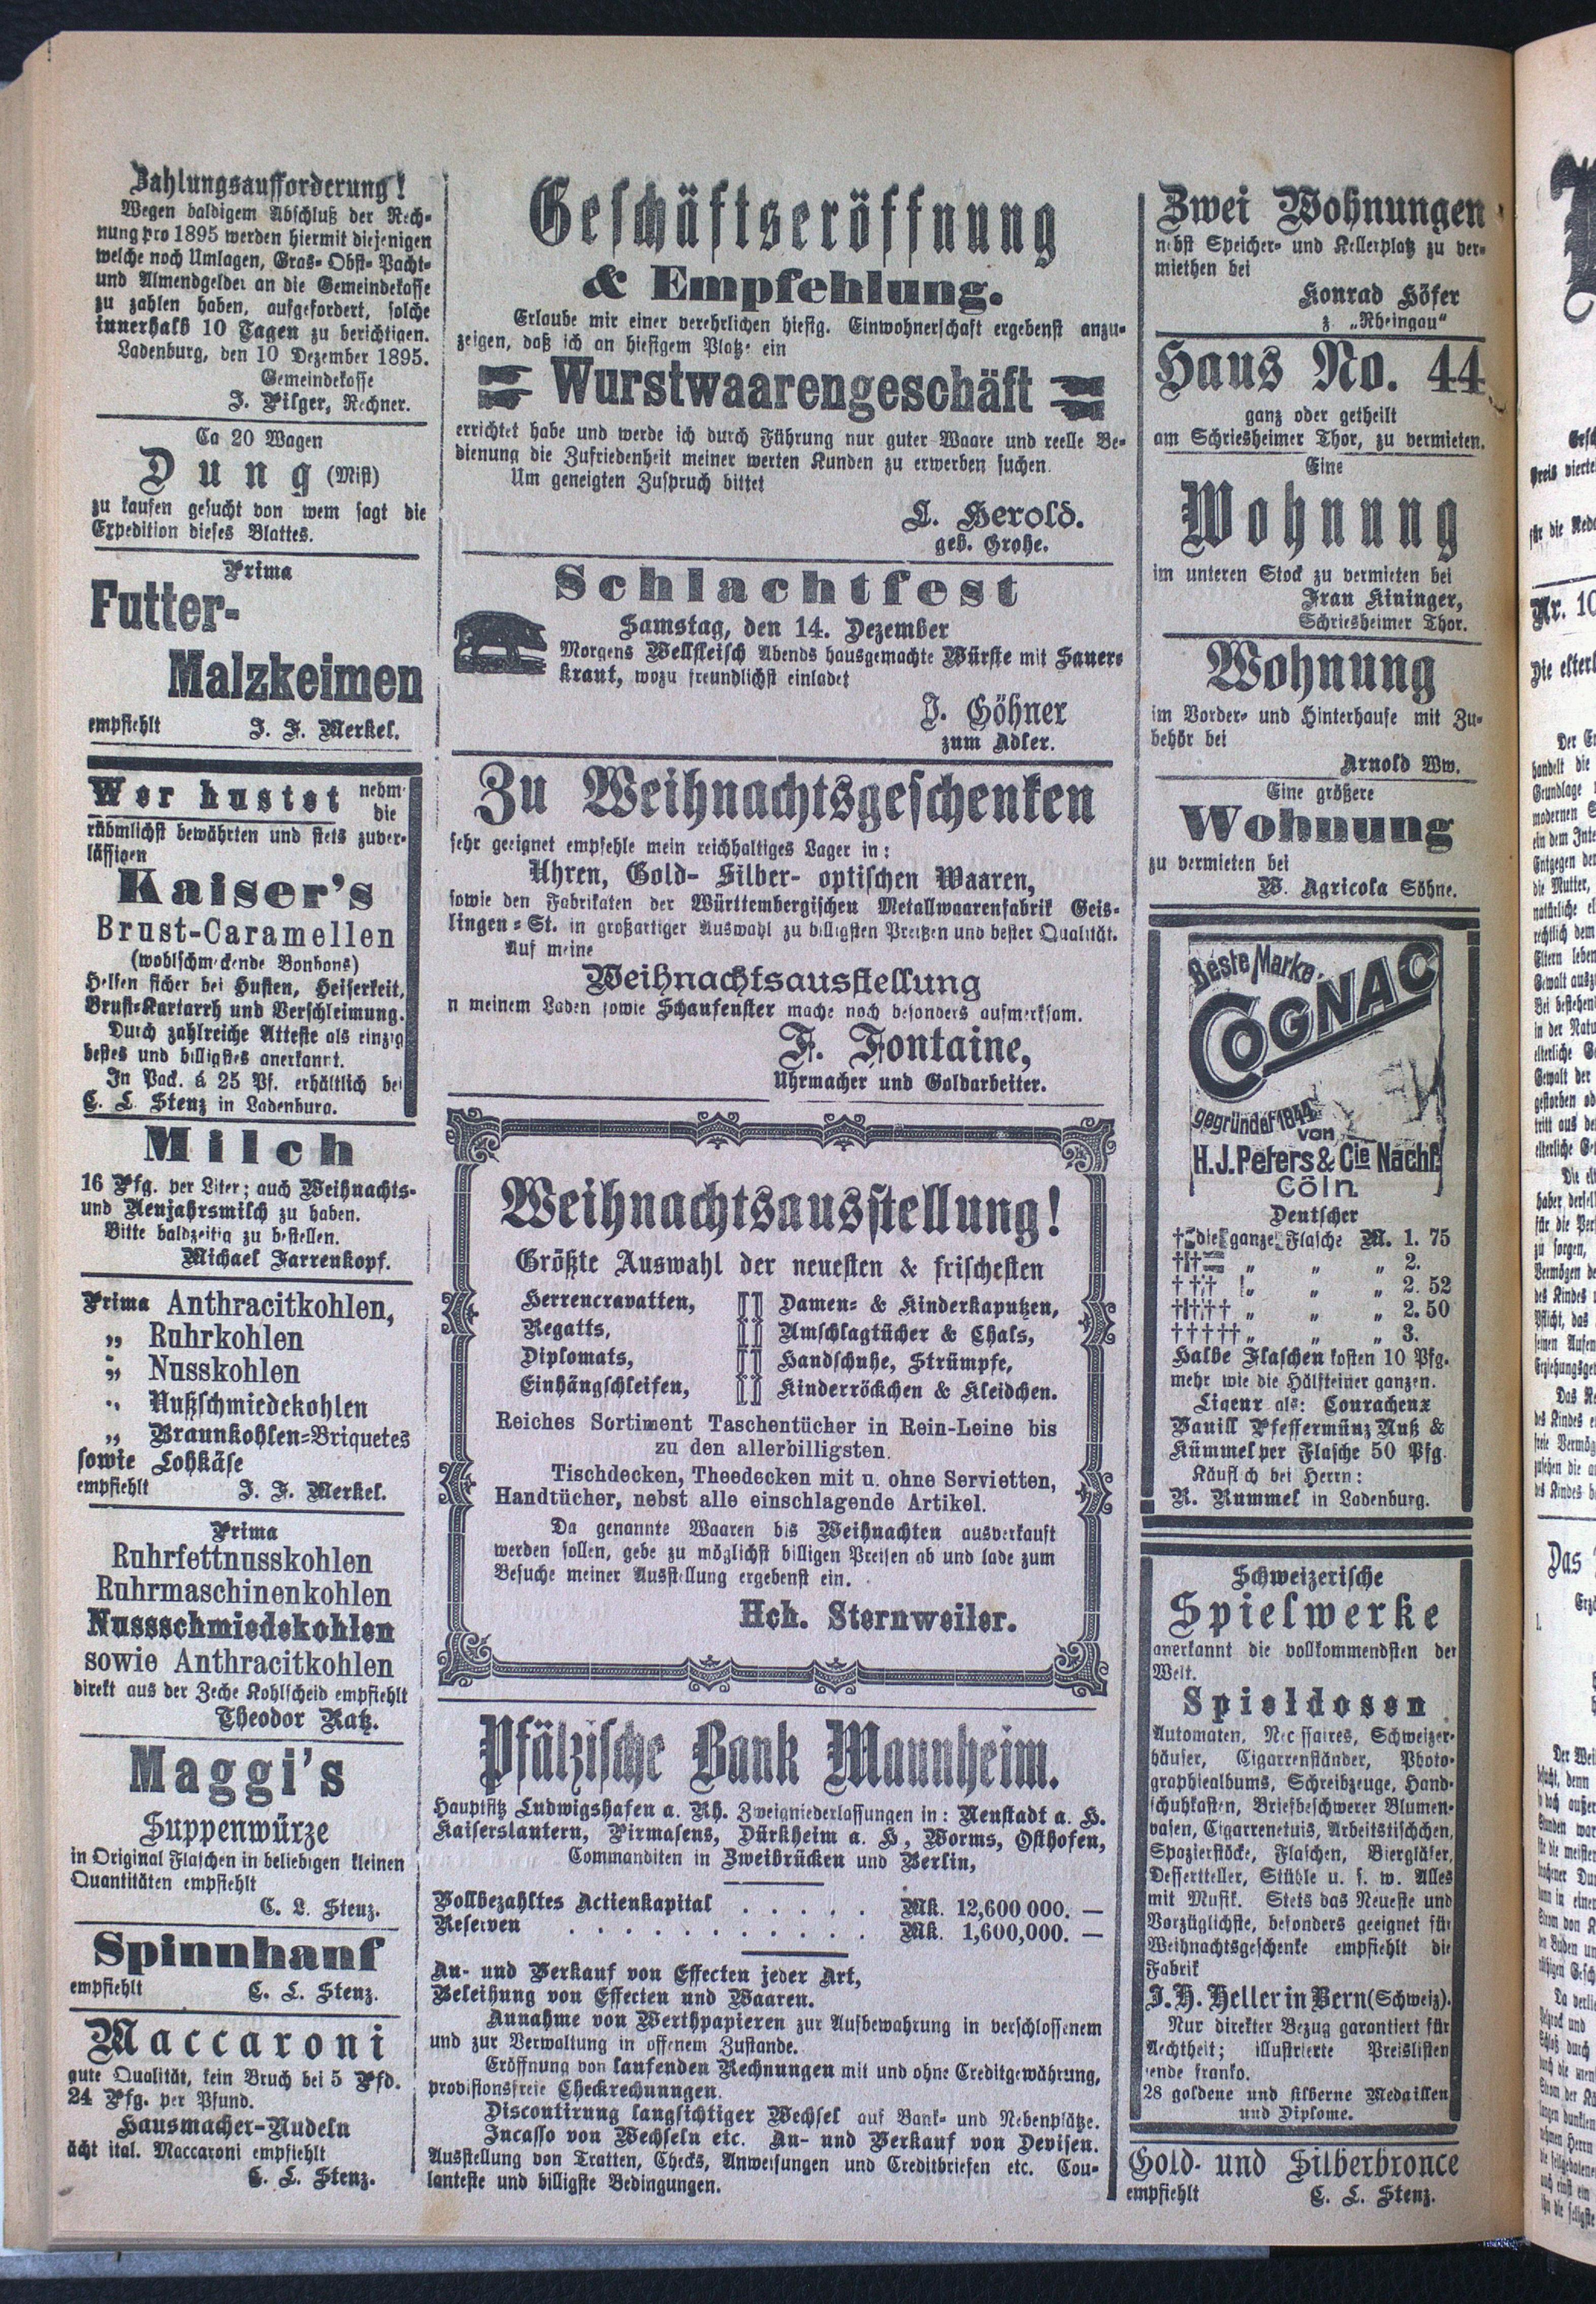 Zahlungsaufforderung!
Wegen baldigem Abschluß der Rech-
nung pro 1895 werden hiermit diejenigen
welche noch Umlagen, Gras- Obst- Pacht-
und Almendgelder an die Gemeindekasse
zu zahlen haben, aufgefordert, solche
innerhalb 10 Tagen zu berichtigen.
Ladenburg, den 10 Dezember 1895.
Gemeindekasse
J. Pilger, Rechner.
Ca 20 Wagen
Dung (Mist)
zu kaufen gesucht von wem sagt die
Expedition dieses Blattes.
Prima
Futter-
Malzkeimen
empfiehlt J. F. Merkel.
Wer hustet nehm
die
rühmlichst bewährten und stets zuver-
lässigen
Kaiser's
Brust-Caramellen
(wohlschmeckende Bonbons)
Helfen sicher bei Husten, Heiserkeit,
Brust-Kartarrh und Verschleimung.
Durch zahlreiche Atteste als einzig
bestes und billigstes anerkannt.
In Pack. á 25 Pf. erhältlich bei
C. L. Stenz in Ladenburg.
Milch
16 Pfg. per Liter; auch Weihnachts-
und Neujahrsmilch zu haben.
Bitte baldzeitig zu bestellen.
Michael Farrenkopf.
Prima Anthracitkohlen,
„ Ruhrkohlen
„ Nusskohlen
„ Nußschmiedekohlen
„ Braunkohlen-Briquetes
sowie Lohkäse
empfiehlt J. F. Merkel.
Prima
Ruhrfettnusskohlen
Ruhrmaschinenkohlen
Nussschmiedekohlen
sowie Anthracitkohlen
direkt aus der Zeche Kohlscheid empfiehlt
Theodor Katz.
Maggi's
Suppenwürze
in Original Flaschen in beliebigen kleinen
Quantitäten empfiehlt
C. L. Stenz.
Spinnhanf
empfiehlt C. L. Stenz.
Maccaroni
gute Qualität, kein Bruch bei 5 Pfd.
24 Pfg. per Pfund.
Hausmacher-Nudeln
ächt ital. Maccaroni empfiehlt
C. L. Stenz.
Geschäftseröffnung
& Empfehlung.
Erlaube mir einer verehrlichen hiesig. Einwohnerschaft ergebenst anzu-
zeigen, daß ich an hiesigem Platze ein
Wurstwaarengeschäft
errichtet habe und werde ich durch Führung nur guter Waare und reelle Be-
dienung die Zufriedenheit meiner werten Kunden zu erwerben suchen.
Um geneigten Zuspruch bittet
C. Herold.
geb. Grohe.
Schlachtfest
Samstag, den 14. Dezember
Morgens Wellfleisch Abends hausgemachte Würste mit Sauer-
kraut, wozu freundlichst einladet
J. Göhner
zum Adler.
Zu Weihnachtsgeschenken
sehr geeignet empfehle mein reichhaltiges Lager in:
Uhren, Gold- Silber- optischen Waaren,
sowie den Fabrikaten der Württembergischen Metallwaarenfabrik Geis-
lingen-St. in großartiger Auswahl zu billigsten Preißen und bester Qualität.
Auf meine
Weihnachtsausstellung
n meinem Laden sowie Schaufenster mache noch besonders aufmerksam.
F. Fontaine,
Uhrmacher und Goldarbeiter.
Weihnachtsausstellung!
Größte Auswahl der neuesten & frischesten
Herrencravatten, Damen- & Kinderkaputzen,
Regatts, Umschlagtücher & Chals,
Diplomats, Handschuhe, Strümpfe,
Einhängschleifen, Kinderröckchen & Kleidchen.
Reiches Sortiment Taschentücher in Rein-Leine bis
zu den allerbilligsten.
Tischdecken, Theedecken mit u. ohne Servietten,
Handtücher, nebst alle einschlagende Artikel.
Da genannte Waaren bis Weihnachten ausverkauft
werden sollen, gebe zu möglichst billigen Preisen ab und lade zum
Besuche meiner Ausstellung ergebenst ein.
Hch. Sternweiler.
Pfälzische Bank Mannheim.
Hauptsitz Ludwigshafen a. Rh. Zweigniederlassungen in: Neustadt a. H.
Kaiserslautern, Pirmasens, Dürkheim a. H, Worms, Osthofen,
Commanditen in Zweibrücken und Berlin,
Vollbezahltes Actienkapital . . . . . Mk. 12,600 000. —
Reserven . . . . . . . . . . . Mk. 1,600,000. —
An- und Verkauf von Effecten jeder Art,
Beleihung von Effecten und Waaren.
Annahme von Werthpapieren zur Aufbewahrung in verschlossenem
und zur Verwaltung in offenem Zustande.
Eröffnung von laufenden Rechnungen mit und ohne Creditgewährung,
provisionsfreie Checkrechnungen.
Discontirung langsichtiger Wechsel auf Bank- und Nebenplätze.
Incasso von Wechseln etc. An- und Verkauf von Devisen.
Ausstellung von Tratten, Checks, Anweisungen und Creditbriefen etc. Cou-
lanteste und billigste Bedingungen.
Zwei Wohnungen
nebst Speicher- und Kellerplatz zu ver-
miethen bei
Konrad Höfer
z. „Rheingau“
Haus No. 44
ganz oder getheilt
am Schriesheimer Thor, zu vermieten.
Eine
Wohnung
im unteren Stock zu vermieten bei
Frau Kininger,
Schriesheimer Thor.
Wohnung
im Vorder- und Hinterhause mit Zu-
behör bei
Arnold Ww.
Eine größere
Wohnung
zu vermieten bei
W. Agricola Söhne.
Beste Marke
COGNAC
gegründet 1844
von
H.J. Peters & Cie Nachf.
Cöln
Deutscher
† die ganze Flasche M. 1. 75
†† „ „ „ 2.
††† „ „ „ 2. 52
†††† „ „ „ 2. 50
††††† „ „ „ 3.
Halbe Flaschen kosten 10 Pfg.
mehr wie die Hälfte einer ganzen.
Liqeur als: Courachenx
Vanill Pfeffermünz Nuß &
Kümmel per Flasche 50 Pfg.
Käuflich bei Herrn:
R. Rummel in Ladenburg.
Schweizerische
Spielwerke
anerkannt die vollkommendsten der
Welt.
Spieldosen
Automaten, Necessaires, Schweizer-
häuser, Cigarrenständer, Photo-
graphiealbums, Schreibzeuge, Hand-
schuhkasten, Briefbeschwerer Blumen-
vasen, Cigarrenetuis, Arbeitstischchen,
Spazierstöcke, Flaschen, Biergläser,
Dessertteller, Stühle u. s. w. Alles
mit Musik. Stets das Neueste und
Vorzüglichste, besonders geeignet für
Weihnachtsgeschenke empfiehlt die
Fabrik
J. H. Heller in Bern (Schweiz).
Nur direkter Bezug garantiert für
Aechtheit; illustrierte Preislisten
sende franko.
28 goldene und silberne Medaillen
und Diplome.
Gold- und Silberbronce
empfiehlt C. L. Stenz.